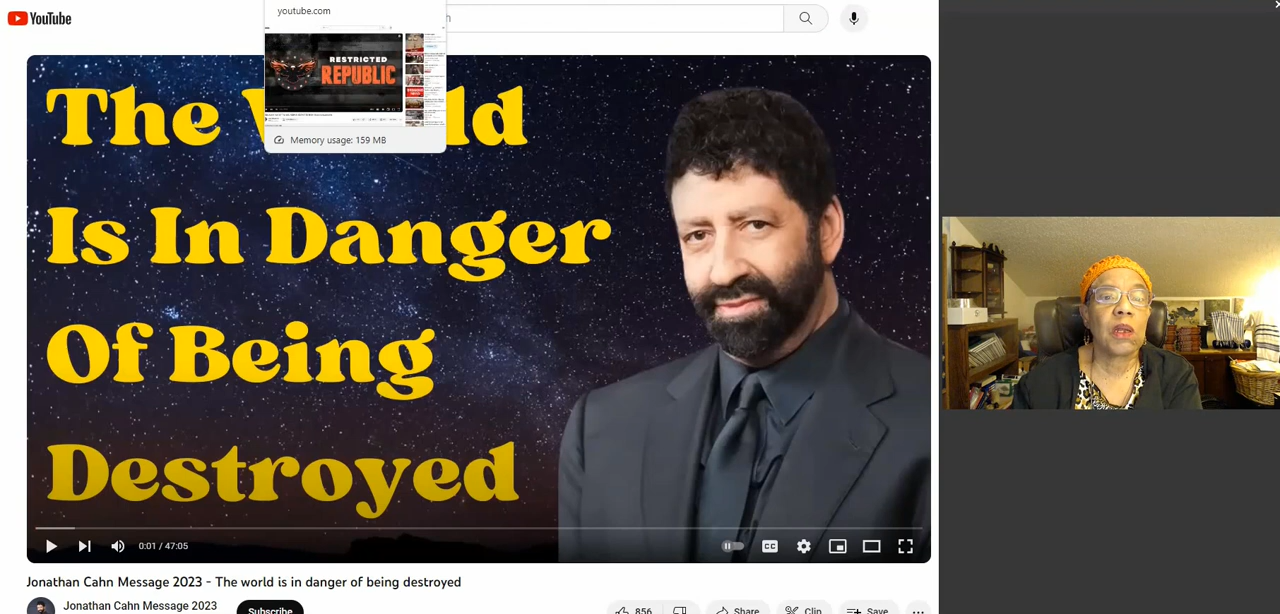 YouTube
youtube.com
RESTRICTED
REPUBLIC
Memory usage: 159 MB
The ld
Is In Danger
Of Being
Destroyed
0:01 / 47:05
CC
Jonathan Cahn Message 2023 - The world is in danger of being destroyed
Jonathan Cahn Message 2023
Subscribe
856
Share
Clip
Save